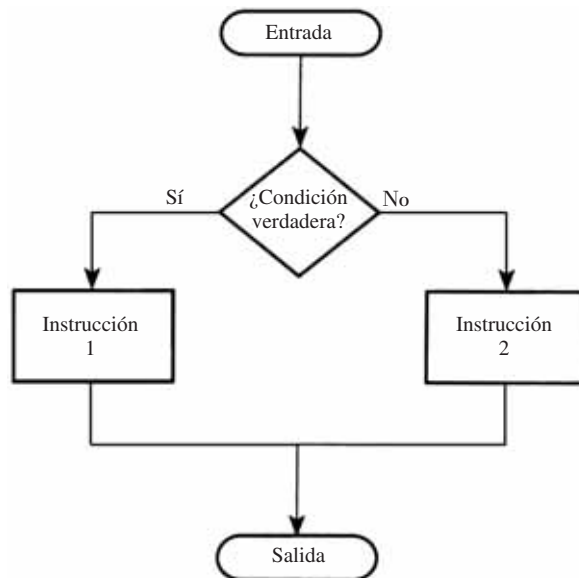 Entrada
¿Condición
verdadera?
Sí
No
Instrucción
1
Instrucción
2
Salida